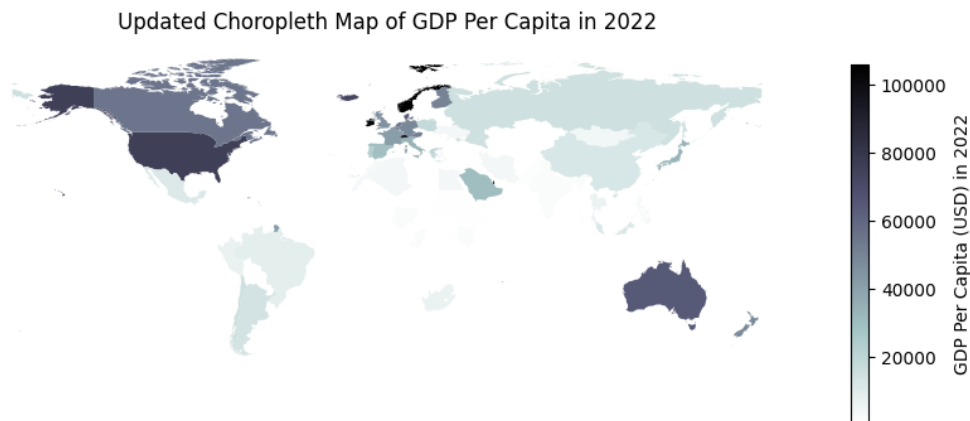 Updated Choropleth Map of GDP Per Capita in 2022
100000
80000
60000
40000
20000
GDP Per Capita (USD) in 2022